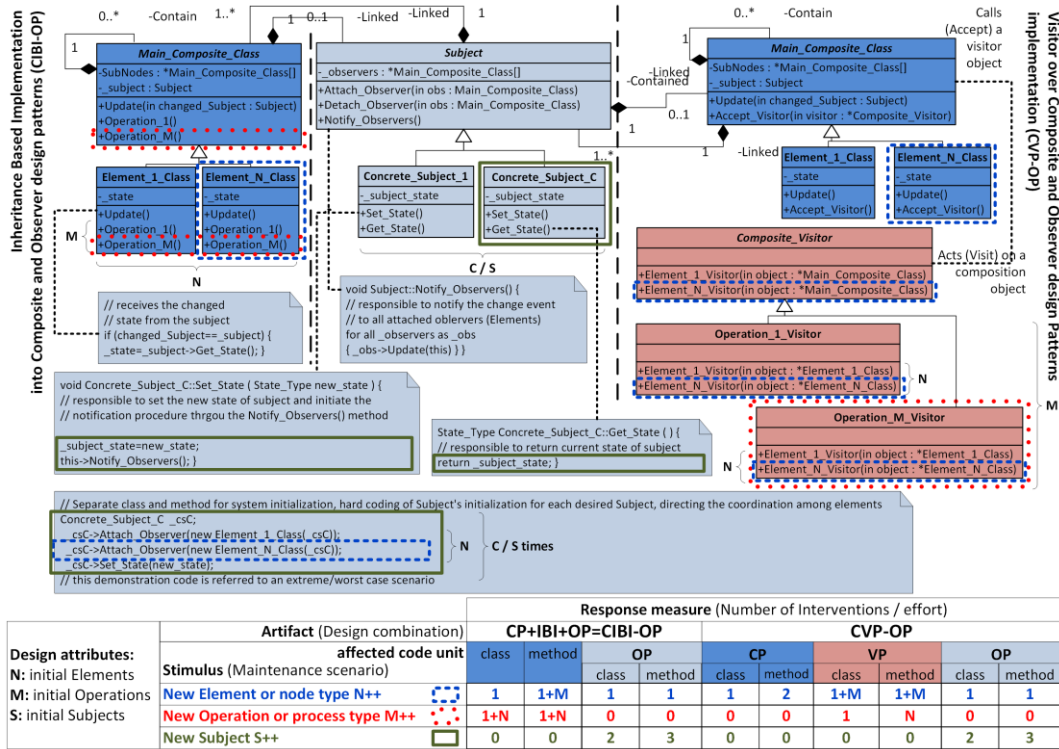 Inheritance Based Implementation
into Composite and Observer design patterns (CIBI-OP)
0..*
-Contain
1
1..*
-Linked
0..1
1
Main_Composite_Class
-SubNodes : *Main_Composite_Class[]
-_subject : Subject
+Update(in changed_Subject : Subject)
+Operation_1()
+Operation_M()
Element_1_Class
-_state
+Update()
+Operation_1()
+Operation_M()
Element_N_Class
-_state
+Update()
+Operation_1()
+Operation_M()
M
N
// receives the changed
// state from the subject
if (changed_Subject==_subject) {
_state=_subject->Get_State(); }
-Linked
1
Subject
-_observers : *Main_Composite_Class[]
+Attach_Observer(in obs : Main_Composite_Class)
+Detach_Observer(in obs : Main_Composite_Class)
+Notify_Observers()
Concrete_Subject_1
-_subject_state
+Set_State()
+Get_State()
1..*
Concrete_Subject_C
-_subject_state
+Set_State()
+Get_State()
C / S
void Subject::Notify_Observers() {
// responsible to notify the change event
// to all attached oblervers (Elements)
for all _observers as _obs
{ _obs->Update(this) } }
-Linked
-Contained
1
0..1
1
-Linked
0..*
-Contain
1
Calls
(Accept) a
visitor
object
Main_Composite_Class
-SubNodes : *Main_Composite_Class[]
-_subject : Subject
+Update(in changed_Subject : Subject)
+Accept_Visitor(in visitor : *Composite_Visitor)
Element_1_Class
-_state
+Update()
+Accept_Visitor()
Element_N_Class
-_state
+Update()
+Accept_Visitor()
Visitor over Composite and Observer design Patterns
implementation (CVP-OP)
Composite_Visitor
+Element_1_Visitor(in object : *Main_Composite_Class)
+Element_N_Visitor(in object : *Main_Composite_Class)
Acts (Visit) on a
composition
object
Operation_1_Visitor
+Element_1_Visitor(in object : *Element_1_Class)
+Element_N_Visitor(in object : *Element_N_Class)
N
M
Operation_M_Visitor
+Element_1_Visitor(in object : *Element_1_Class)
+Element_N_Visitor(in object : *Element_N_Class)
N
void Concrete_Subject_C::Set_State ( State_Type new_state ) {
// responsible to set the new state of subject and initiate the
// notification procedure thrgou the Notify_Observers() method
_subject_state=new_state;
this->Notify_Observers(); }
State_Type Concrete_Subject_C::Get_State ( ) {
// responsible to return current state of subject
return _subject_state; }
// Separate class and method for system initialization, hard coding of Subject's initialization for each desired Subject, directing the coordination among elements
Concrete_Subject_C _csC;
_csC->Attach_Observer(new Element_1_Class(_csC));
_csC->Attach_Observer(new Element_N_Class(_csC));
_csC->Set_State(new_state);
// this demonstration code is referred to an extreme/worst case scenario
N
C / S times
Design attributes:
N: initial Elements
M: initial Operations
S: initial Subjects
Response measure (Number of Interventions / effort)
Artifact (Design combination) CP+IBI+OP=CIBI-OP CVP-OP
affected code unit class method OP CP VP OP
Stimulus (Maintenance scenario) class method class method class method class method
New Element or node type N++ 1 1+M 1 1 1 2 1+M 1+M 1 1
New Operation or process type M++ 1+N 1+N 0 0 0 0 1 N 0 0
New Subject S++ 0 0 2 3 0 0 0 0 2 3